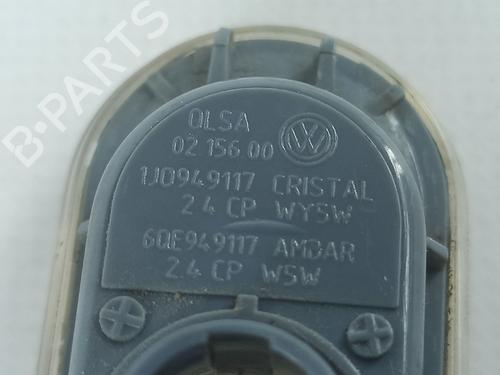 B-PARTS
OLSA
02 156 00
1J0949117 CRISTAL
2 4 CP WY5W
6QE949117 AMBAR
2.4 CP W5W